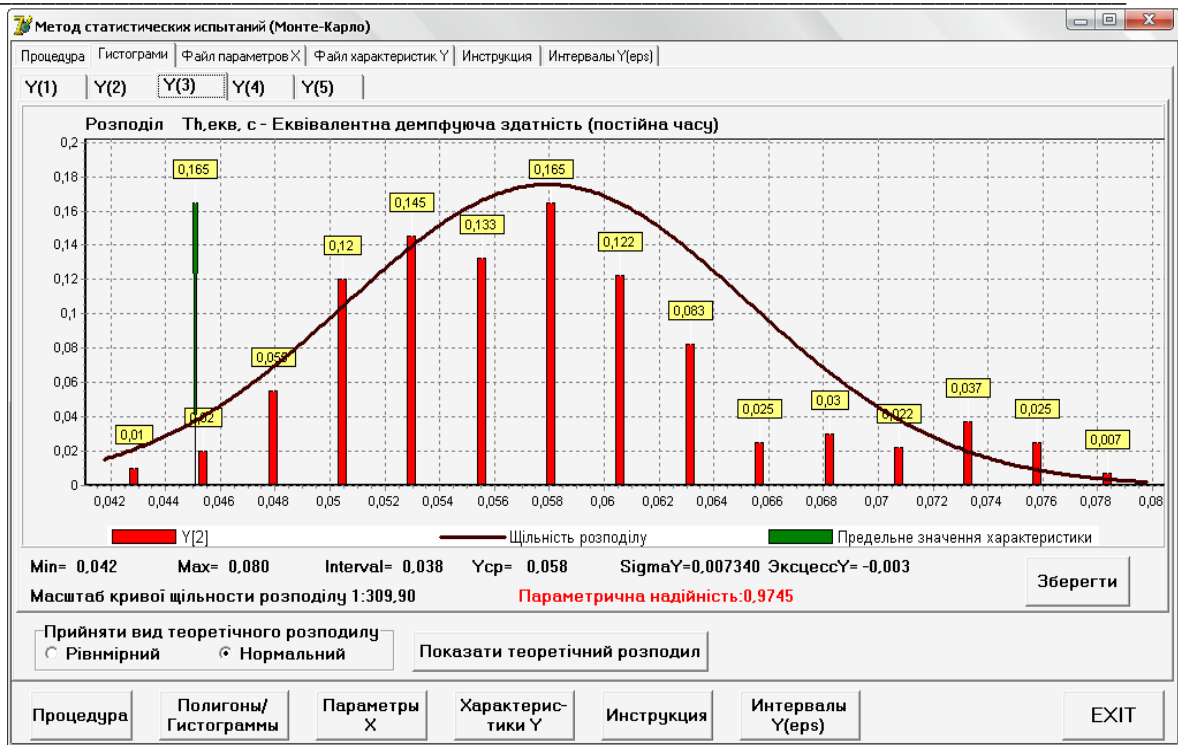 Метод статистических испытаний (Монте-Карло)
Процедура Гистограми Файл параметров X Файл характеристик Y Инструкция Интервалы Y(eps)
Y(1) Y(2) Y(3) Y(4) Y(5)
Розподіл Th,екв, с - Еквівалентна демпфуюча здатність (постійна часу)
0,2
0,18
0,16
0,14
0,12
0,1
0,08
0,06
0,04
0,02
0
0,01
0,02
0,165
0,055
0,12
0,145
0,133
0,165
0,122
0,083
0,025
0,03
0,022
0,037
0,025
0,007
0,042 0,044 0,046 0,048 0,05 0,052 0,054 0,056 0,058 0,06 0,062 0,064 0,066 0,068 0,07 0,072 0,074 0,076 0,078 0,08
Y[2] Щільність розподілу Предельне значення характеристики
Min= 0,042 Max= 0,080 Interval= 0,038 Yср= 0,058 SigmaY=0,007340 ЭксцессY= -0,003
Масштаб кривої щільности розподілу 1:309,90 Параметрична надійність:0,9745
Зберегти
Прийняти вид теоретічного розподилу
Рівнмірний Нормальний Показати теоретічний розподил
Процедура Полигоны/ Гистограммы Параметры X Характерис- тики Y Инструкция Интервалы Y(eps) EXIT